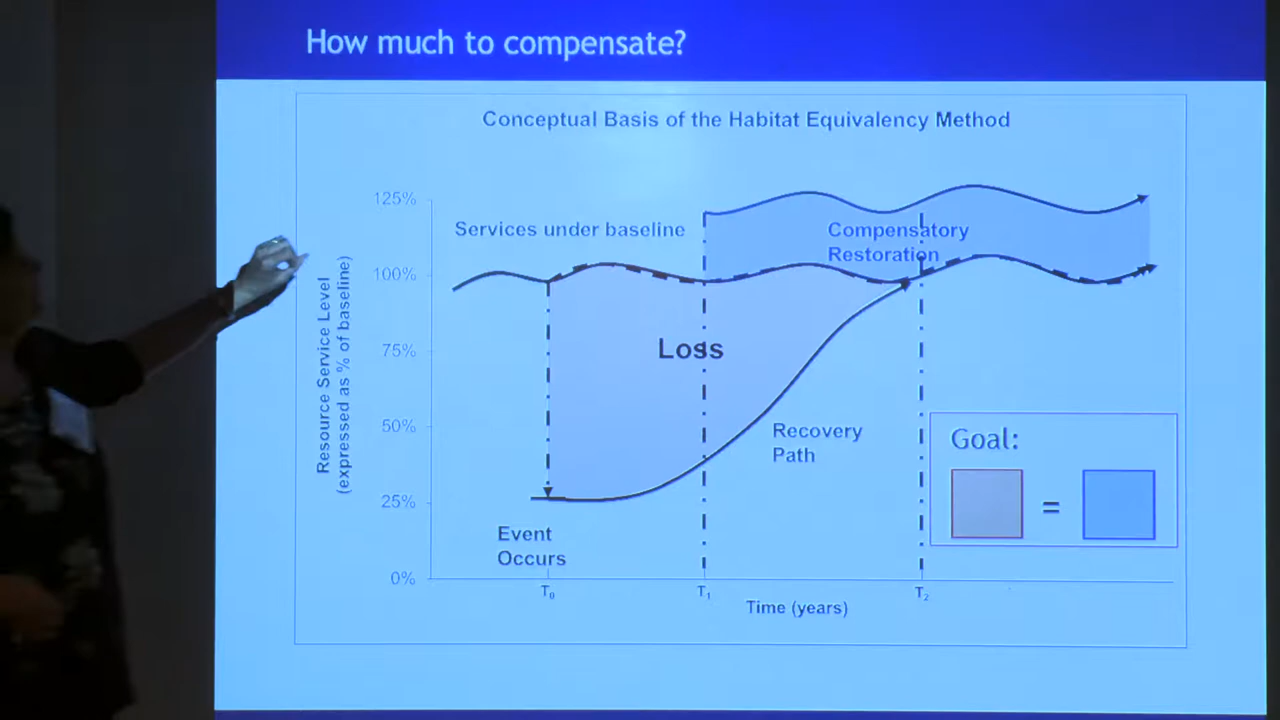 How much to compensate?
Conceptual Basis of the Habitat Equivalency Method
125%
100%
75%
50%
25%
0%
Resource Service Level
(expressed as % of baseline)
Services under baseline
Compensatory
Restoration
Loss
Recovery
Path
Event
Occurs
Goal:
=
T0
T1
T2
Time (years)